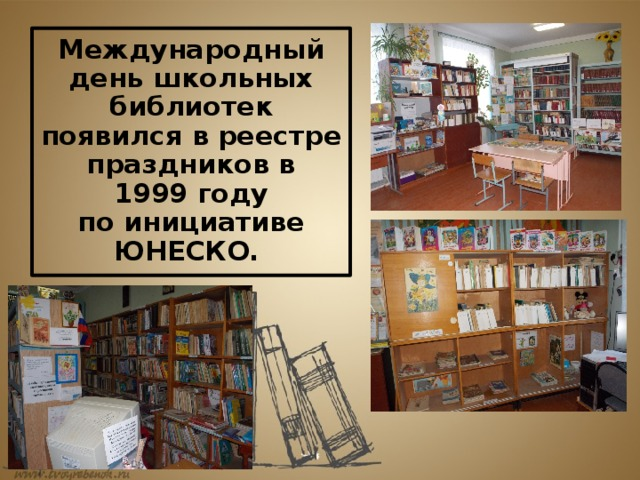 Международный
день школьных
библиотек
появился в реестре
праздников в
1999 году
по инициативе
ЮНЕСКО.